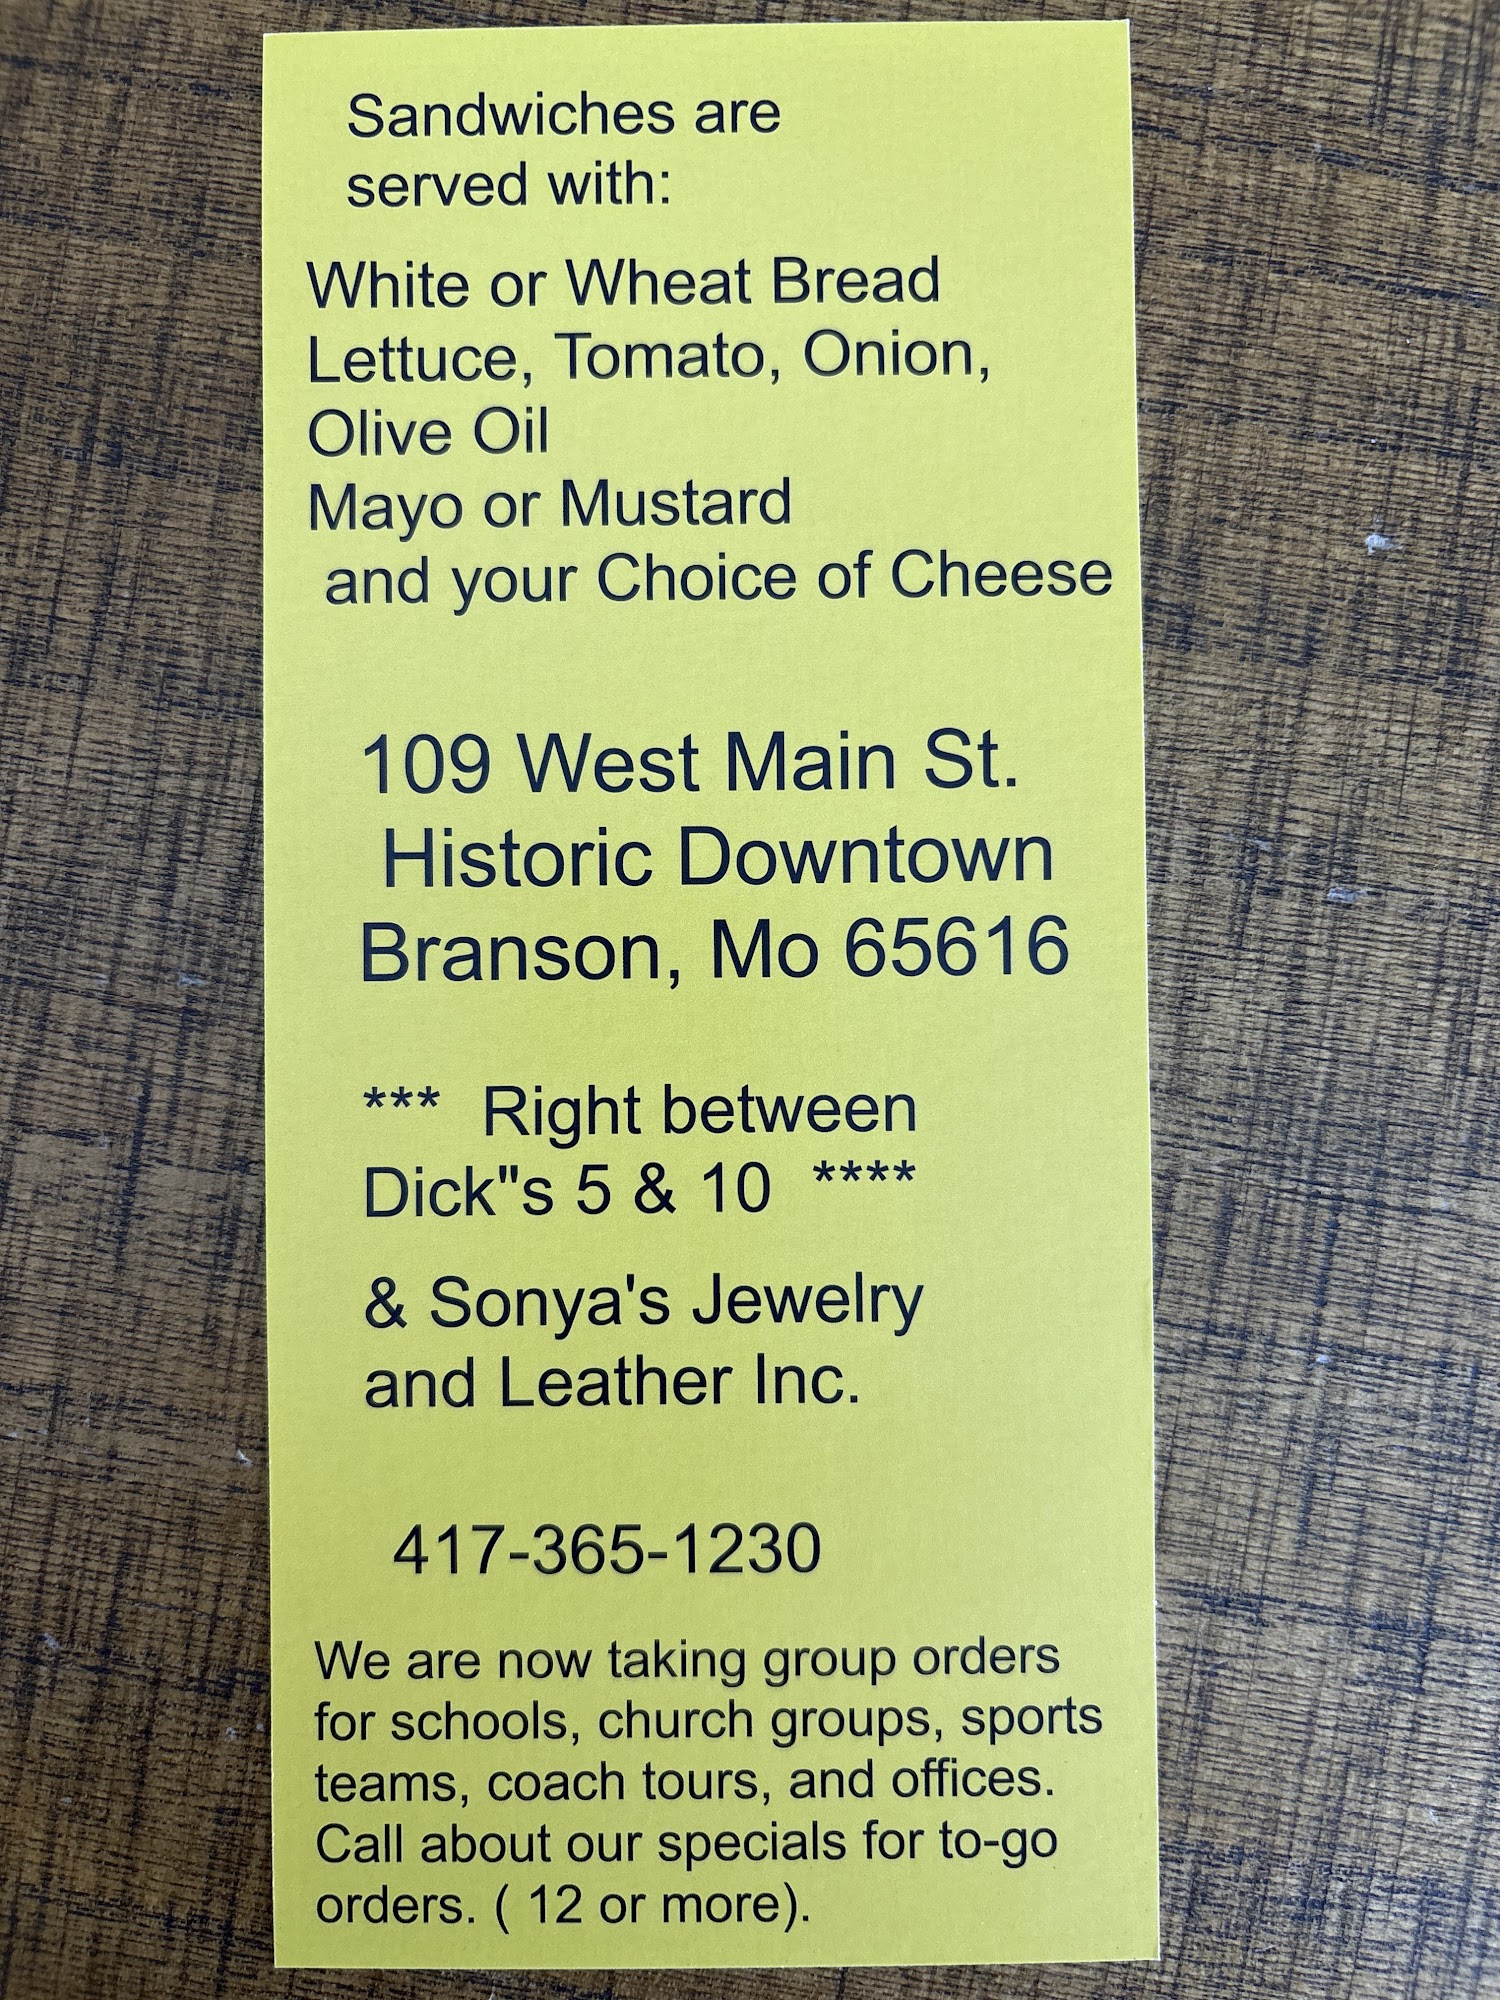 Sandwiches are
served with:
White or Wheat Bread
Lettuce, Tomato, Onion,
Olive Oil
Mayo or Mustard
and your Choice of Cheese
109 West Main St.
Historic Downtown
Branson, Mo 65616
*** Right between
Dick"s 5 & 10 ****
& Sonya's Jewelry
and Leather Inc.
417-365-1230
We are now taking group orders
for schools, church groups, sports
teams, coach tours, and offices.
Call about our specials for to-go
orders. ( 12 or more).